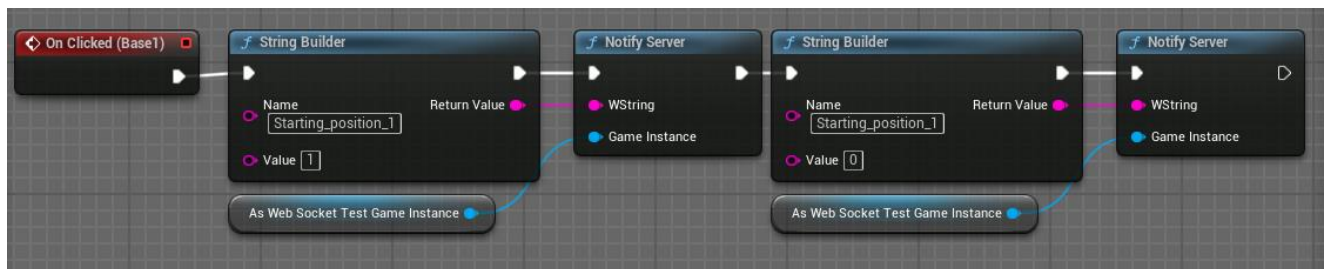 On Clicked (Base1)
f String Builder
Name
Starting_position_1
Return Value
Value 1
As Web Socket Test Game Instance
f Notify Server
WString
Game Instance
f String Builder
Name
Starting_position_1
Return Value
Value 0
As Web Socket Test Game Instance
f Notify Server
WString
Game Instance